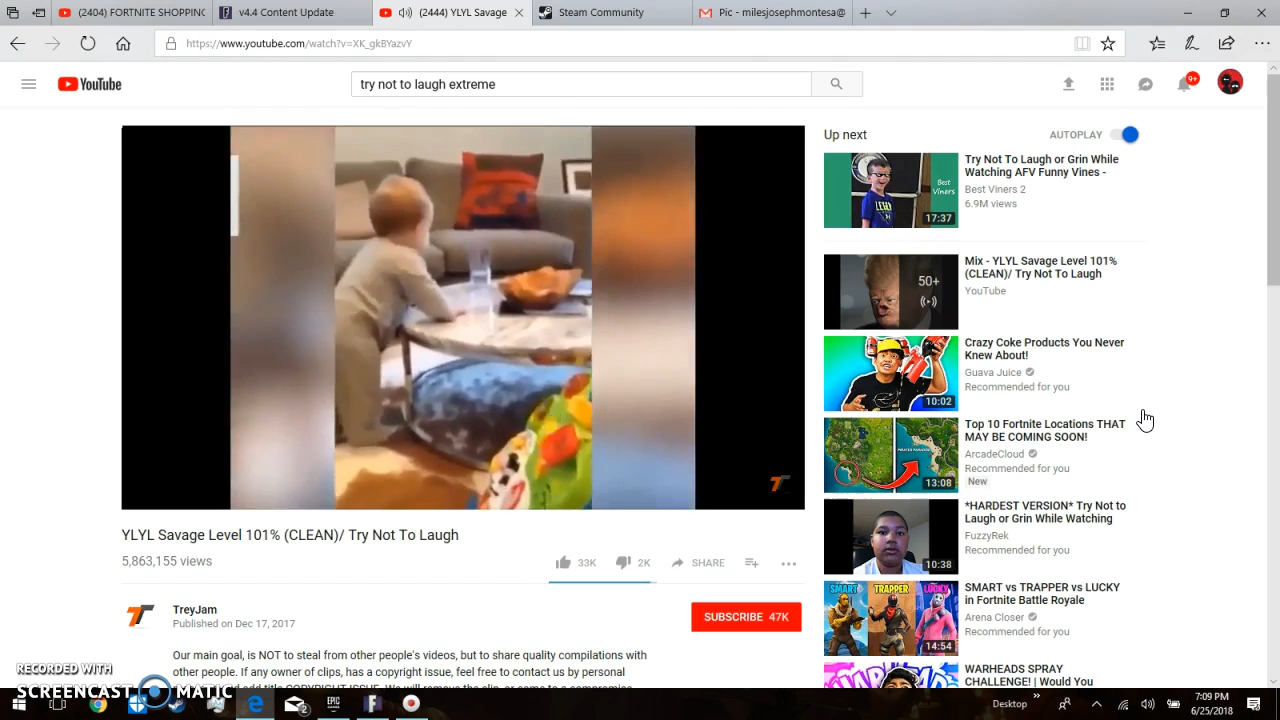 (2404) FORTNITE SHOPPING
v4.4 Content Update
(2444) YLYL Savage
Steam Community
Pic - milesjosephmontesa@
https://www.youtube.com/watch?v=XK_gkBYazvY
YouTube
try not to laugh extreme
9+
Up next
AUTOPLAY
Try Not To Laugh or Grin While
Watching AFV Funny Vines -
Best Viners 2
6.9M views
Best
Viners
17:37
Mix - YLYL Savage Level 101%
(CLEAN)/ Try Not To Laugh
YouTube
50+
Crazy Coke Products You Never
Knew About!
Guava Juice
Recommended for you
10:02
Top 10 Fortnite Locations THAT
MAY BE COMING SOON!
ArcadeCloud
Recommended for you
New
13:08
*HARDEST VERSION* Try Not to
Laugh or Grin While Watching
FuzzyRek
Recommended for you
10:38
SMART vs TRAPPER vs LUCKY
in Fortnite Battle Royale
Arena Closer
Recommended for you
SMART TRAPPER LUCKY
14:54
WARHEADS SPRAY
CHALLENGE! | Would You
YLYL Savage Level 101% (CLEAN)/ Try Not To Laugh
5,863,155 views
33K
2K
SHARE
TreyJam
Published on Dec 17, 2017
SUBSCRIBE 47K
Our main goal, is NOT to steal from other people's videos, but to share quality compilations with
other people. If any owner of clips, has a copyright issue, feel free to contact us by personal
RECORDED WITH
SCREENCAST MATIC
EPIC
Desktop
7:09 PM
6/25/2018